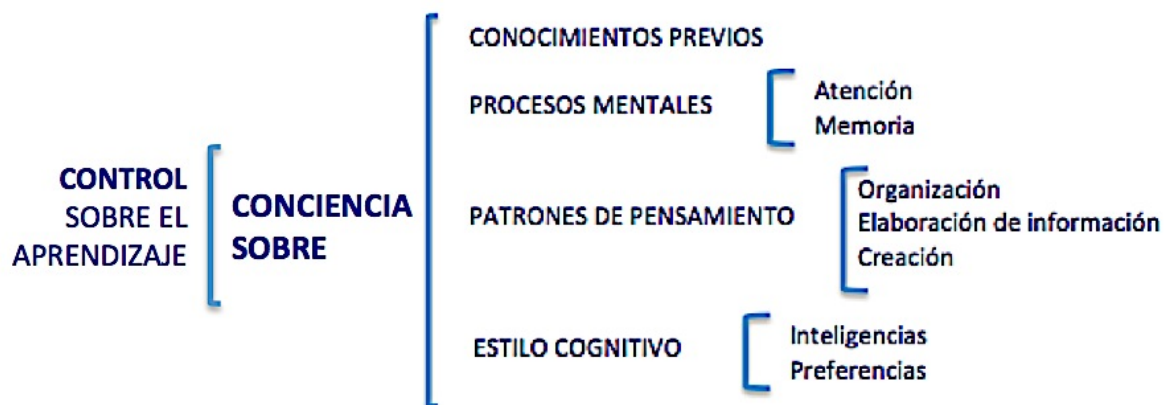 CONTROL
SOBRE EL
APRENDIZAJE
CONCIENCIA
SOBRE
CONOCIMIENTOS PREVIOS
PROCESOS MENTALES
Atención
Memoria
PATRONES DE PENSAMIENTO
Organización
Elaboración de información
Creación
ESTILO COGNITIVO
Inteligencias
Preferencias